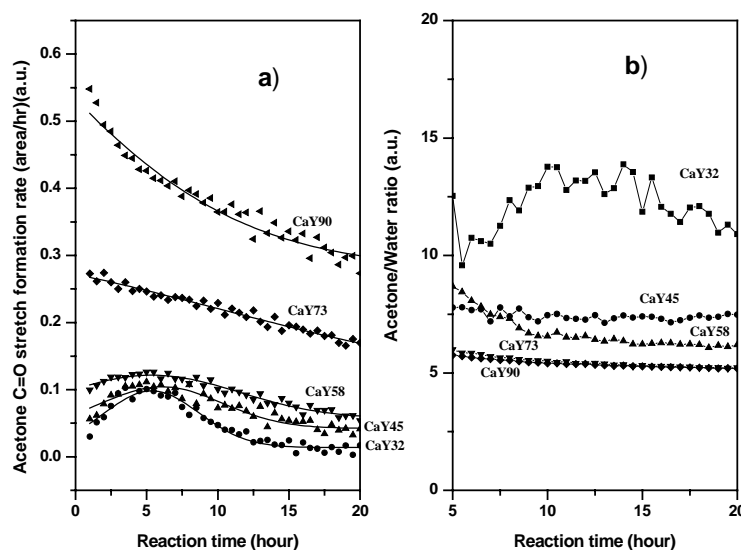 a)
b)
Acetone C=O stretch formation rate (area/hr)(a.u.)
0.6
0.5
0.4
0.3
0.2
0.1
0.0
CaY90
CaY73
CaY58
CaY45
CaY32
0
5
10
15
20
Reaction time (hour)
Acetone/Water ratio (a.u.)
20
15
10
5
0
CaY32
CaY45
CaY58
CaY73
CaY90
5
10
15
20
Reaction time (hour)